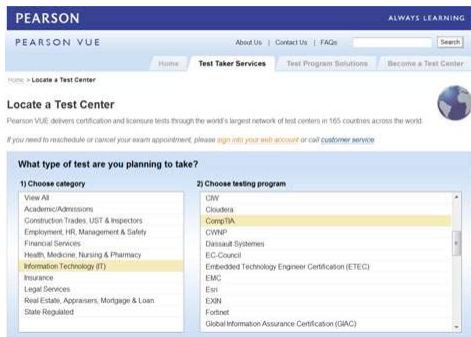 PEARSON
ALWAYS LEARNING
PEARSON VUE
About Us | Contact Us | FAQs
Search
Home
Test Taker Services
Test Program Solutions
Become a Test Center
Home > Locate a Test Center
Locate a Test Center
Pearson VUE delivers certification and licensure tests through the world's largest network of test centers in 165 countries across the world.
If you need to reschedule or cancel your exam appointment, please sign into your web account or call customer service
What type of test are you planning to take?
1) Choose category
View All
Academic/Admissions
Construction Trades, UST & Inspectors
Employment, HR, Management & Safety
Financial Services
Health, Medicine, Nursing & Pharmacy
Information Technology (IT)
Insurance
Legal Services
Real Estate, Appraisers, Mortgage & Loan
State Regulated
2) Choose testing program
CIW
Cloudera
CompTIA
CWNP
Dassault Systemes
EC-Council
Embedded Technology Engineer Certification (ETEC)
EMC
Esri
EXIN
Fortinet
Global Information Assurance Certification (GIAC)